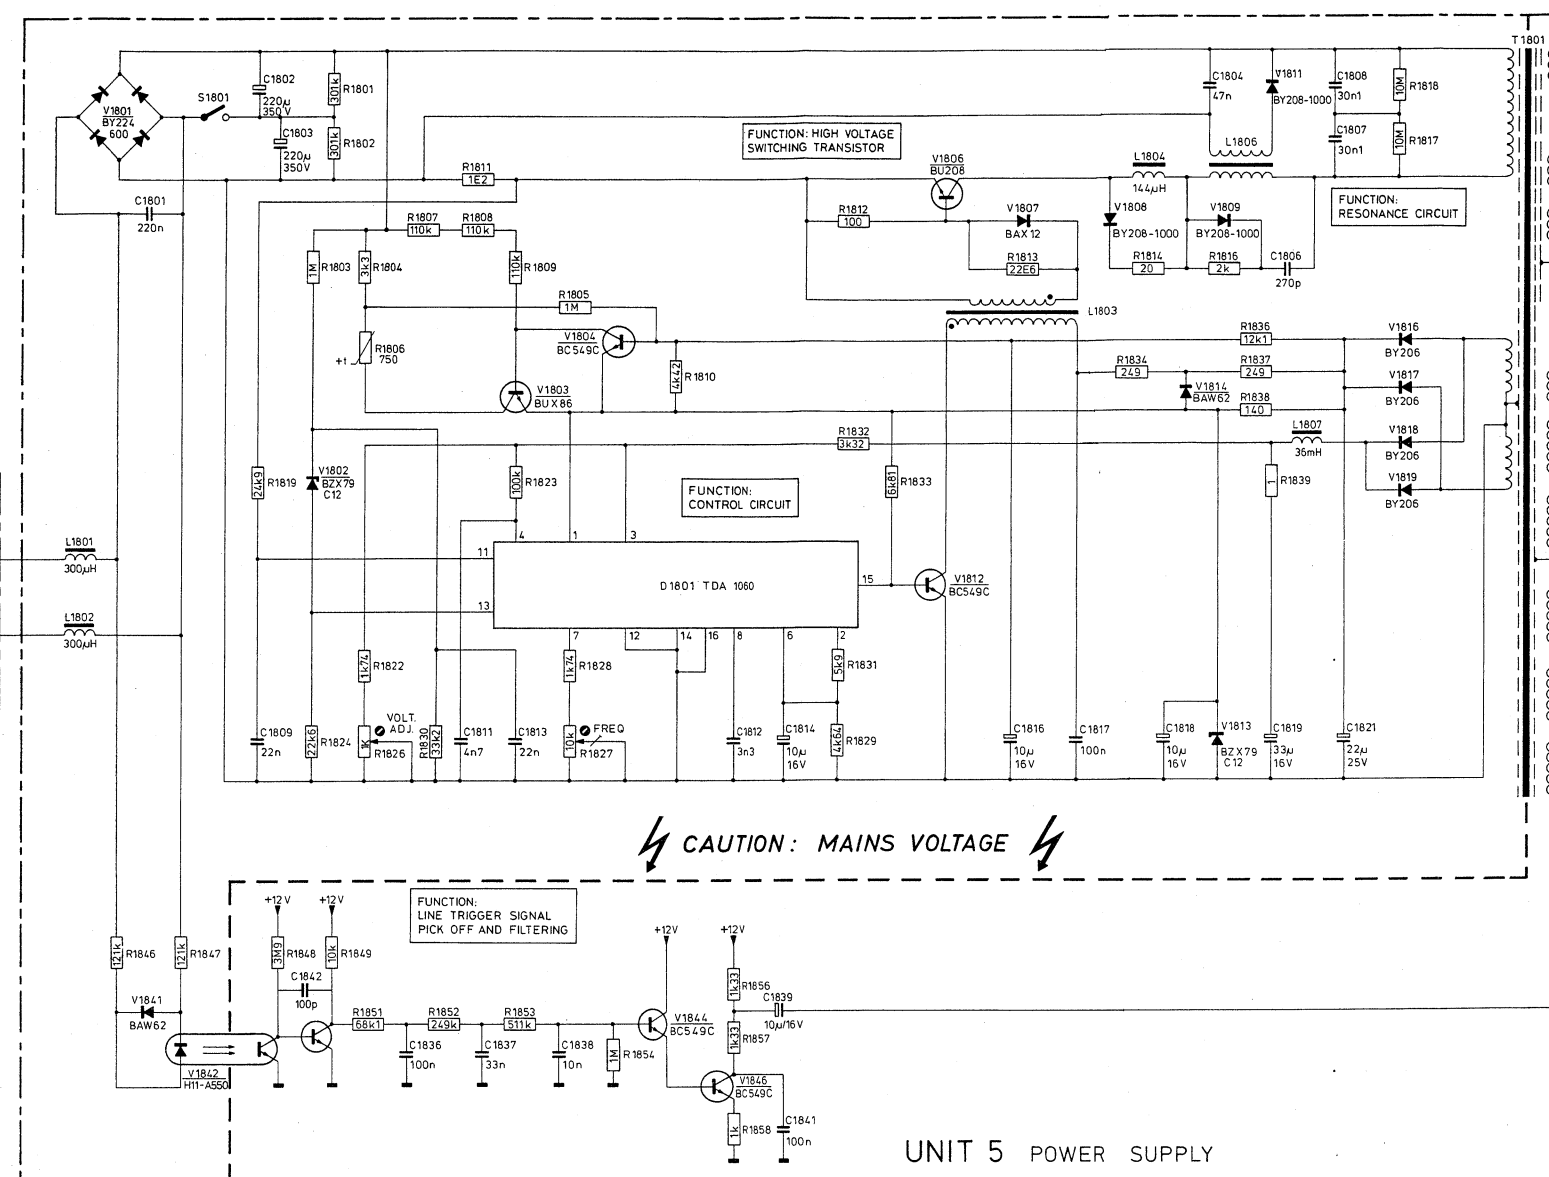 T1801
C1802
220µ
350V
301k
R1801
S1801
V1801
BY224
600
C1803
220µ
350V
301k
R1802
C1804
47n
V1811
BY208-1000
C1808
30n1
10M
R1818
L1806
C1807
30n1
10M
R1817
FUNCTION: HIGH VOLTAGE
SWITCHING TRANSISTOR
R1811
1E2
V1806
BU208
L1804
144µH
C1801
220n
R1807
110k
R1808
110k
R1812
100
V1807
BAX12
V1808
BY208-1000
V1809
BY208-1000
FUNCTION:
RESONANCE CIRCUIT
1M
R1803
3k3
R1804
110k
R1809
R1813
22E6
R1814
20
R1816
2k
C1806
270p
R1805
1M
L1803
+t
R1806
750
V1804
BC549C
4k42
R1810
R1836
12k1
V1816
BY206
R1834
249
R1837
249
V1803
BUX86
V1814
BAW62
R1838
140
V1817
BY206
R1832
3k32
L1807
36mH
V1818
BY206
24k9
R1819
V1802
BZX79
C12
100k
R1823
FUNCTION:
CONTROL CIRCUIT
6k81
R1833
1
R1839
V1819
BY206
4
1
3
L1801
300µH
11
D1801 TDA 1060
15
V1812
BC549C
13
L1802
300µH
7
12
14
16
8
6
2
1k74
R1822
1k74
R1828
5k9
R1831
C1809
22n
22k6
R1824
VOLT.
ADJ.
1K
R1826
R1830
33k2
C1811
4n7
C1813
22n
FREQ
10k
R1827
C1812
3n3
C1814
10µ
16V
4k64
R1829
C1816
10µ
16V
C1817
100n
C1818
10µ
16V
V1813
BZX79
C12
C1819
33µ
16V
C1821
22µ
25V
CAUTION: MAINS VOLTAGE
+12V
+12V
FUNCTION:
LINE TRIGGER SIGNAL
PICK OFF AND FILTERING
121k
R1846
121k
R1847
3M9
R1848
10k
R1849
+12V
+12V
C1842
100p
1k33
R1856
V1841
BAW62
R1851
68k1
R1852
249k
R1853
511k
V1844
BC549C
C1839
10µ/16V
1k33
R1857
C1836
100n
C1837
33n
C1838
10n
1M
R1854
V1842
H11-A550
V1846
BC549C
1k
R1858
C1841
100n
UNIT 5 POWER SUPPLY